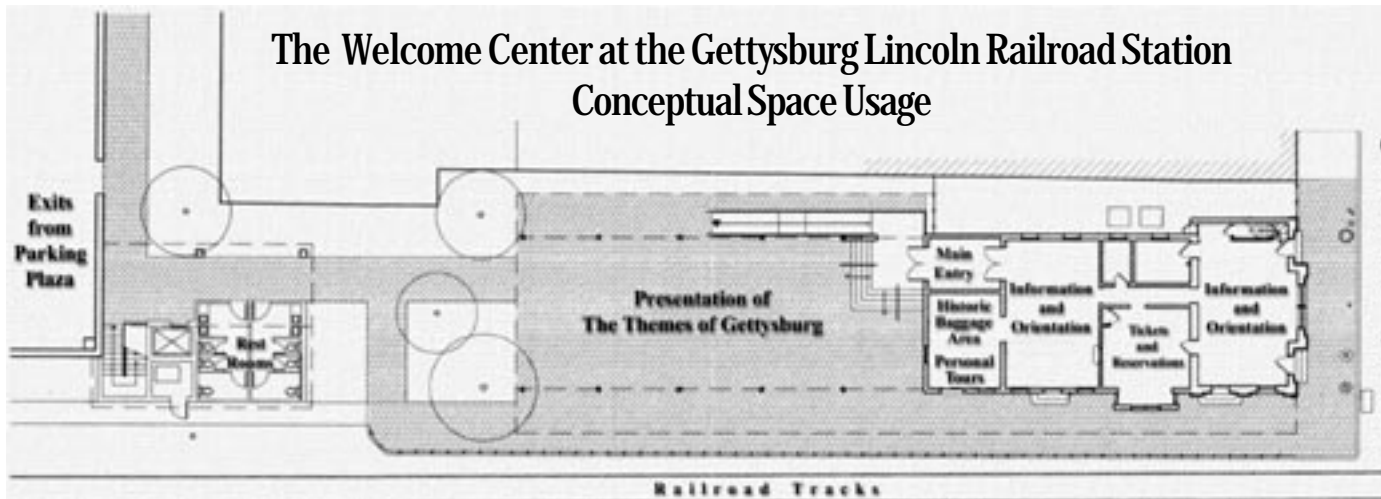 The Welcome Center at the Gettysburg Lincoln Railroad Station
Conceptual Space Usage
Exits
from
Parking
Plaza
Rest
Rooms
Presentation of
The Themes of Gettysburg
Main
Entry
Historic
Baggage
Area
Personal
Tours
Information
and
Orientation
Tickets
and
Reservations
Information
and
Orientation
Railroad Tracks